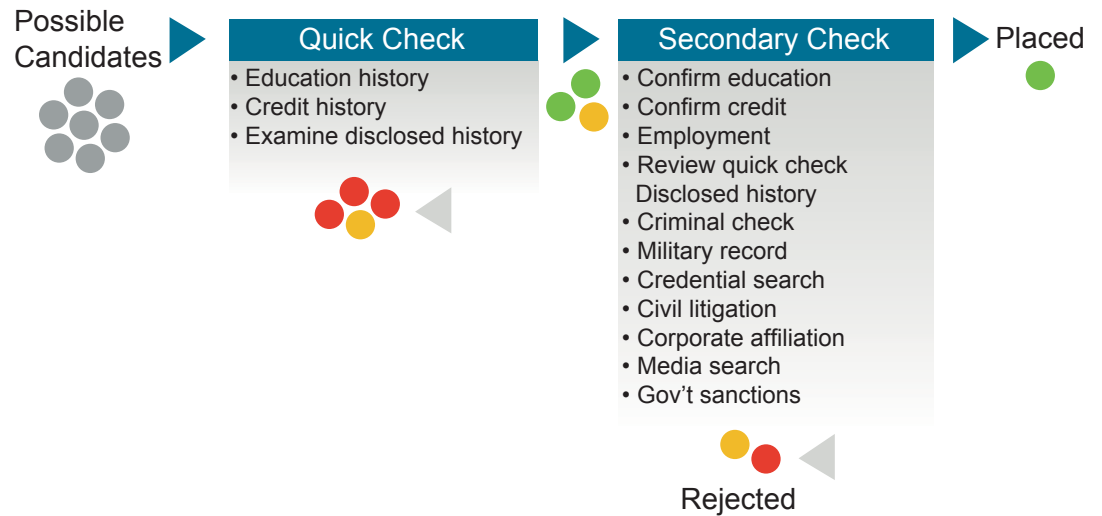 Possible
Candidates
Quick Check
• Education history
• Credit history
• Examine disclosed history
Secondary Check
• Confirm education
• Confirm credit
• Employment
• Review quick check
Disclosed history
• Criminal check
• Military record
• Credential search
• Civil litigation
• Corporate affiliation
• Media search
• Gov’t sanctions
Placed
Rejected